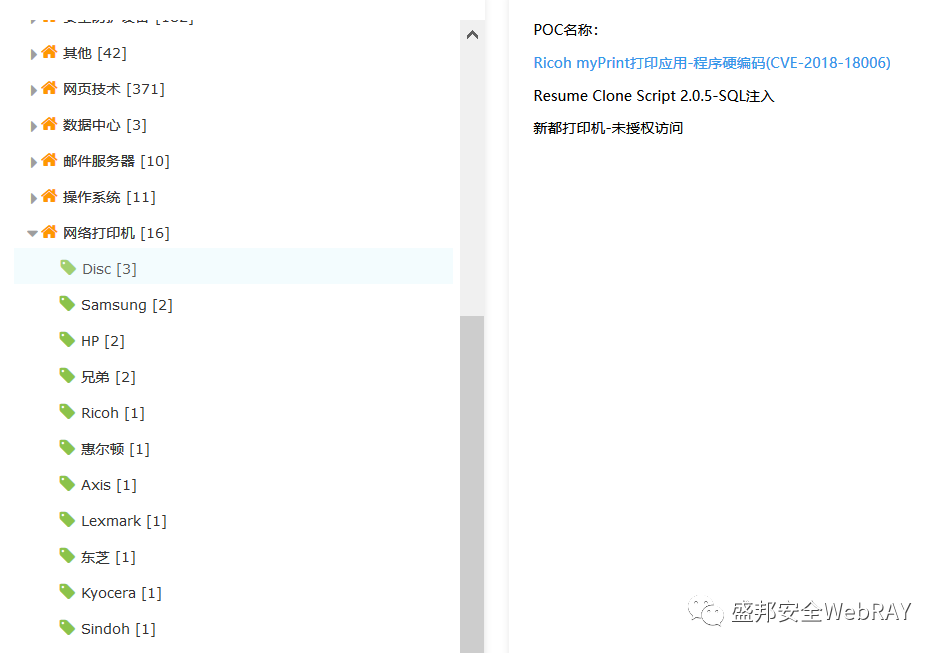 其他 [42]
网页技术 [371]
数据中心 [3]
邮件服务器 [10]
操作系统 [11]
网络打印机 [16]
Disc [3]
Samsung [2]
HP [2]
兄弟 [2]
Ricoh [1]
惠尔顿 [1]
Axis [1]
Lexmark [1]
东芝 [1]
Kyocera [1]
Sindoh [1]
POC名称：
Ricoh myPrint打印应用-程序硬编码(CVE-2018-18006)
Resume Clone Script 2.0.5-SQL注入
新都打印机-未授权访问
盛邦安全WebRAY